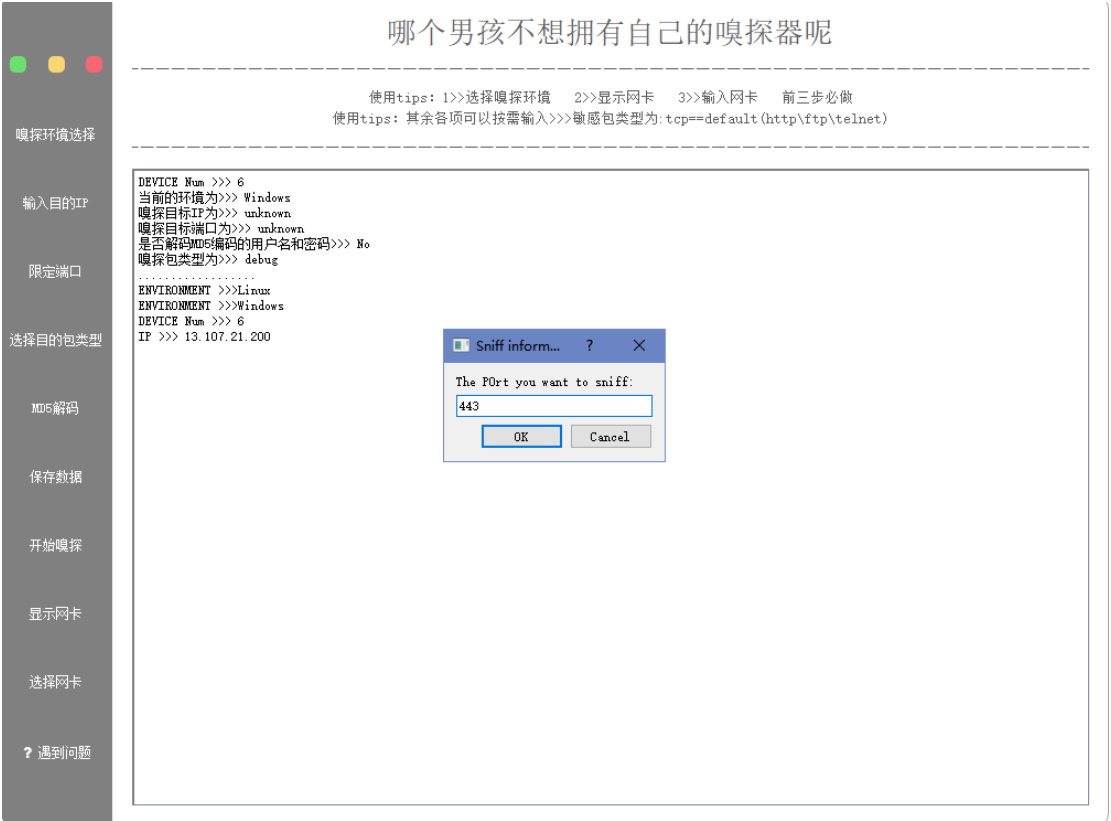 哪个男孩不想拥有自己的嗅探器呢
使用tips: 1>>选择嗅探环境 2>>显示网卡 3>>输入网卡 前三步必做
使用tips: 其余各项可以按需输入>>>敏感包类型为:tcp==default(http\ftp\telnet)
嗅探环境选择
输入目的IP
限定端口
选择目的包类型
MD5解码
保存数据
开始嗅探
显示网卡
选择网卡
? 遇到问题
DEVICE Num >>> 6
当前的环境为>>> Windows
嗅探目标IP为>>> unknown
嗅探目标端口为>>> unknown
是否解码MD5编码的用户名和密码>>> No
嗅探包类型为>>> debug
..................
ENVIRONMENT >>>Linux
ENVIRONMENT >>>Windows
DEVICE Num >>> 6
IP >>> 13.107.21.200
Sniff inform... ?
The POrt you want to sniff:
443
OK Cancel